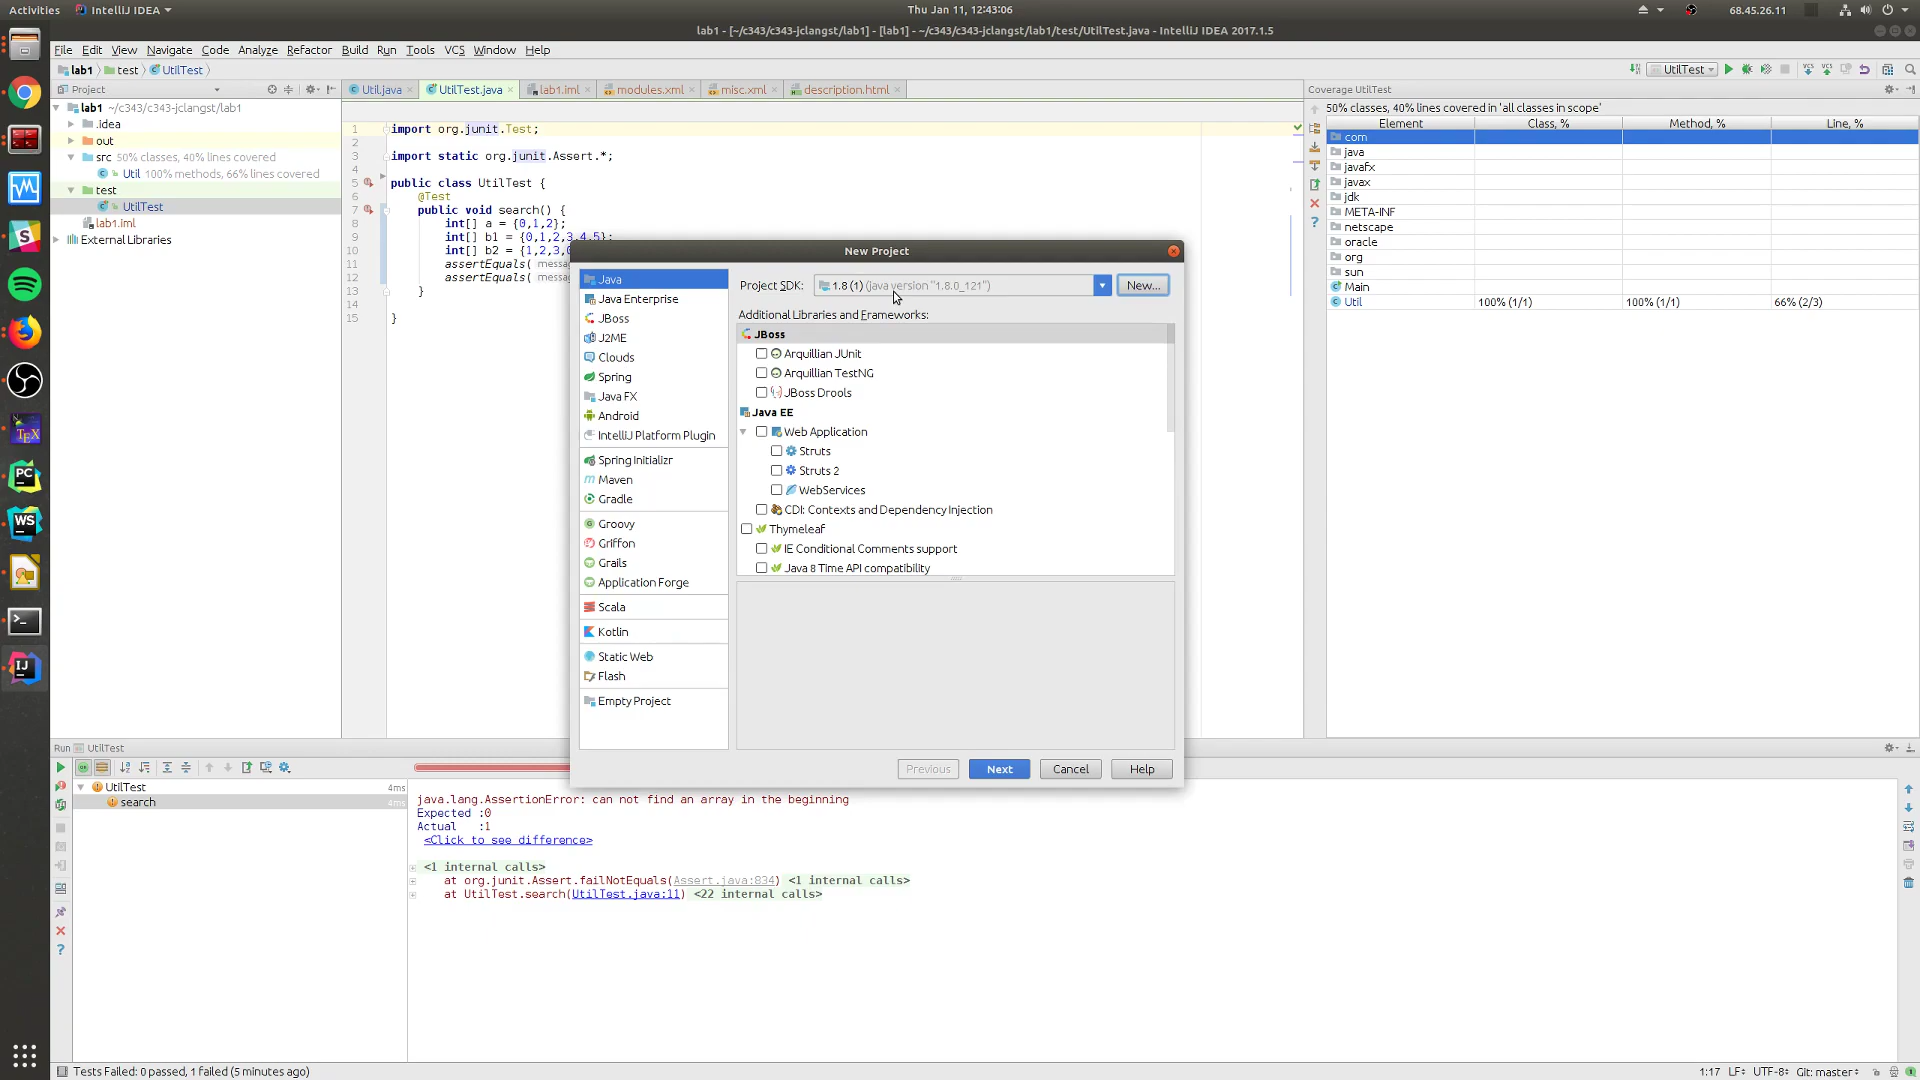 Activities
IntelliJ IDEA
Thu Jan 11, 12:43:06
68.45.26.11
lab1 - [~/c343/c343-jclangst/lab1] - [lab1] - ~/c343/c343-jclangst/lab1/test/UtilTest.java - IntelliJ IDEA 2017.1.5
File Edit View Navigate Code Analyze Refactor Build Run Tools VCS Window Help
lab1 test UtilTest
UtilTest
Project
Util.java UtilTest.java lab1.iml modules.xml misc.xml description.html
Coverage UtilTest
lab1 ~/c343/c343-jclangst/lab1
.idea
out
src 50% classes, 40% lines covered
Util 100% methods, 66% lines covered
test
UtilTest
lab1.iml
External Libraries
1 import org.junit.Test;
2
3 import static org.junit.Assert.*;
4
5 public class UtilTest {
6 @Test
7 public void search() {
8 int[] a = {0,1,2};
9 int[] b1 = {0,1,2,3,4,5};
10 int[] b2 = {1,2,3,
11 assertEquals( messa
12 assertEquals( messa
13 }
14
15 }
50% classes, 40% lines covered in 'all classes in scope'
Element Class, % Method, % Line, %
com
java
javafx
javax
jdk
META-INF
netscape
oracle
org
sun
Main
Util 100% (1/1) 100% (1/1) 66% (2/3)
New Project
Java
Java Enterprise
JBoss
J2ME
Clouds
Spring
Java FX
Android
IntelliJ Platform Plugin
Spring Initializr
Maven
Gradle
Groovy
Griffon
Grails
Application Forge
Scala
Kotlin
Static Web
Flash
Empty Project
Project SDK: 1.8 (1) (java version "1.8.0_121") New...
Additional Libraries and Frameworks:
JBoss
Arquillian JUnit
Arquillian TestNG
JBoss Drools
Java EE
Web Application
Struts
Struts 2
WebServices
CDI: Contexts and Dependency Injection
Thymeleaf
IE Conditional Comments support
Java 8 Time API compatibility
Previous Next Cancel Help
Run UtilTest
UtilTest 4ms
search 4ms
java.lang.AssertionError: can not find an array in the beginning
Expected :0
Actual :1
<Click to see difference>
<1 internal calls>
at org.junit.Assert.failNotEquals(Assert.java:834) <1 internal calls>
at UtilTest.search(UtilTest.java:11) <22 internal calls>
TEX
PC
WS
IJ
Tests Failed: 0 passed, 1 failed (5 minutes ago)
1:17 LF÷ UTF-8÷ Git: master÷